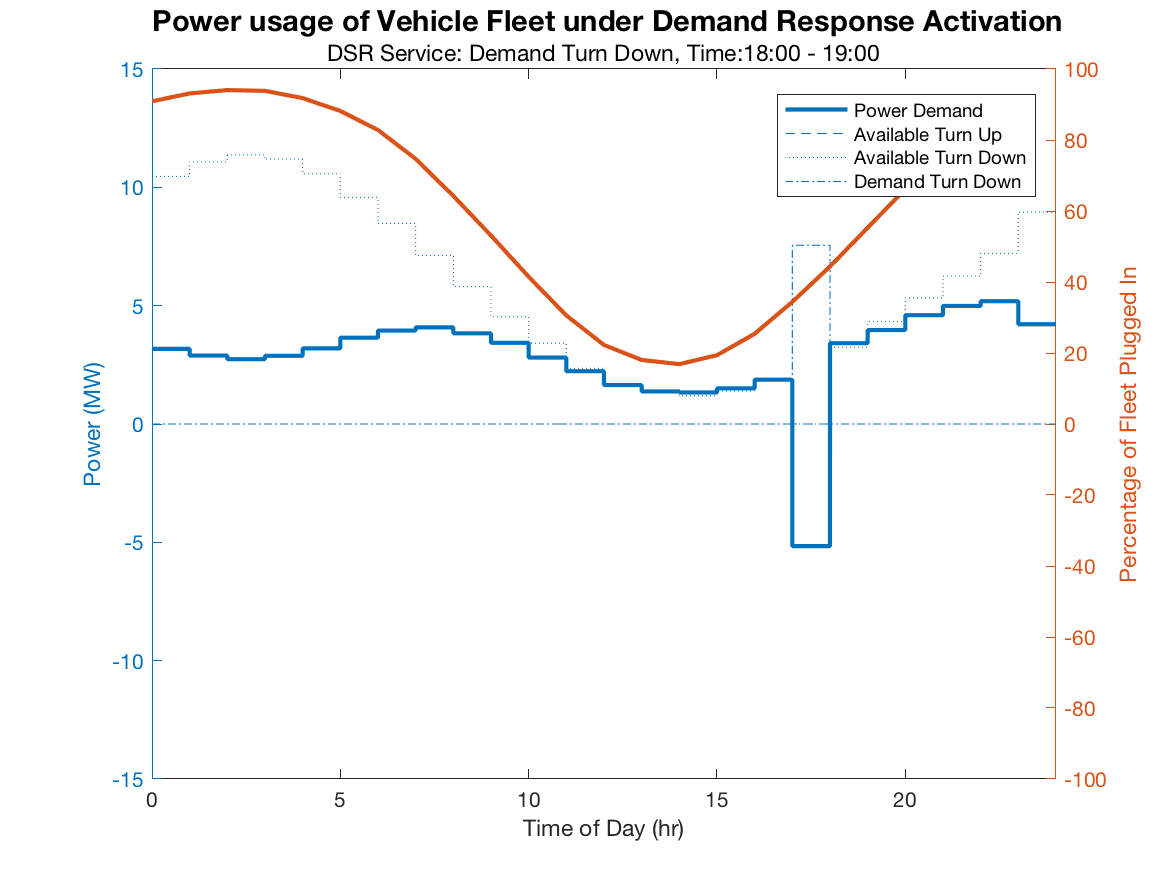 Power usage of Vehicle Fleet under Demand Response Activation
DSR Service: Demand Turn Down, Time:18:00 - 19:00
15
10
5
0
-5
-10
-15
Power (MW)
100
80
60
40
20
0
-20
-40
-60
-80
-100
Percentage of Fleet Plugged In
Power Demand
Available Turn Up
Available Turn Down
Demand Turn Down
0
5
10
15
20
Time of Day (hr)